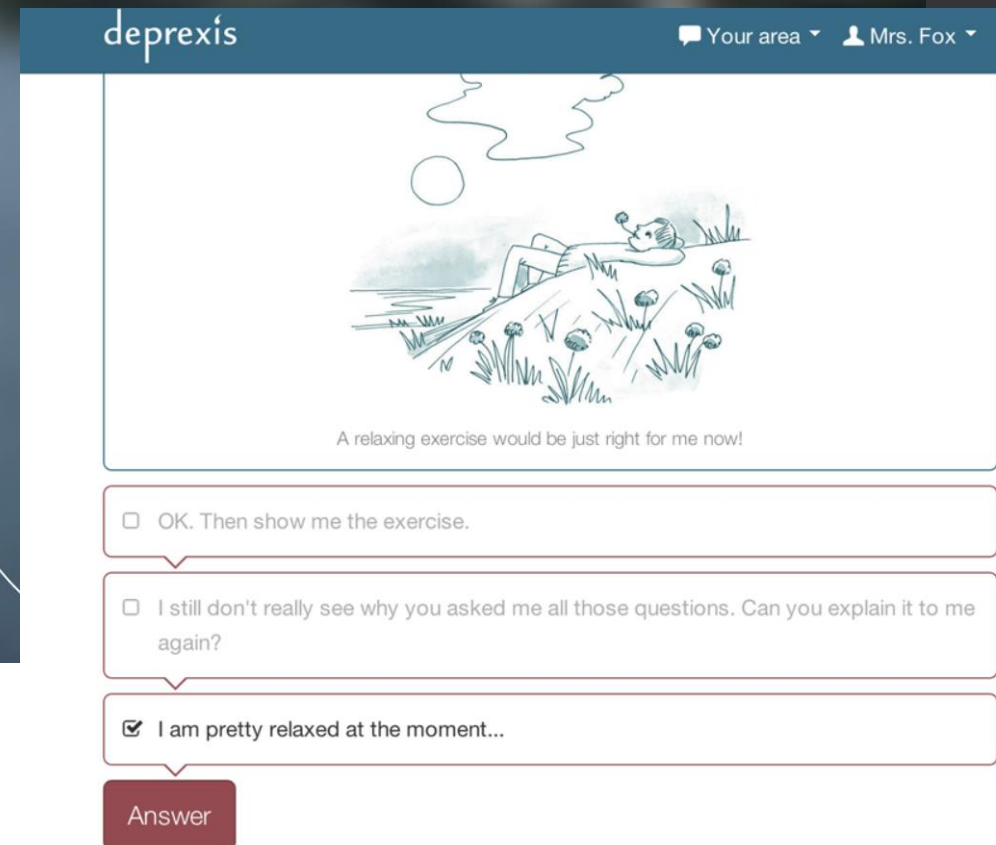 deprexis
Your area
Mrs. Fox
A relaxing exercise would be just right for me now!
OK. Then show me the exercise.
I still don't really see why you asked me all those questions. Can you explain it to me
again?
I am pretty relaxed at the moment...
Answer